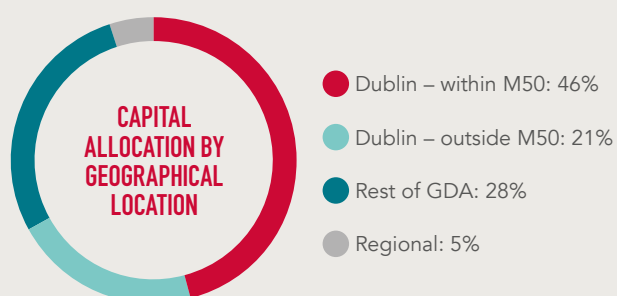 CAPITAL
ALLOCATION BY
GEOGRAPHICAL
LOCATION
Dublin – within M50: 46%
Dublin – outside M50: 21%
Rest of GDA: 28%
Regional: 5%